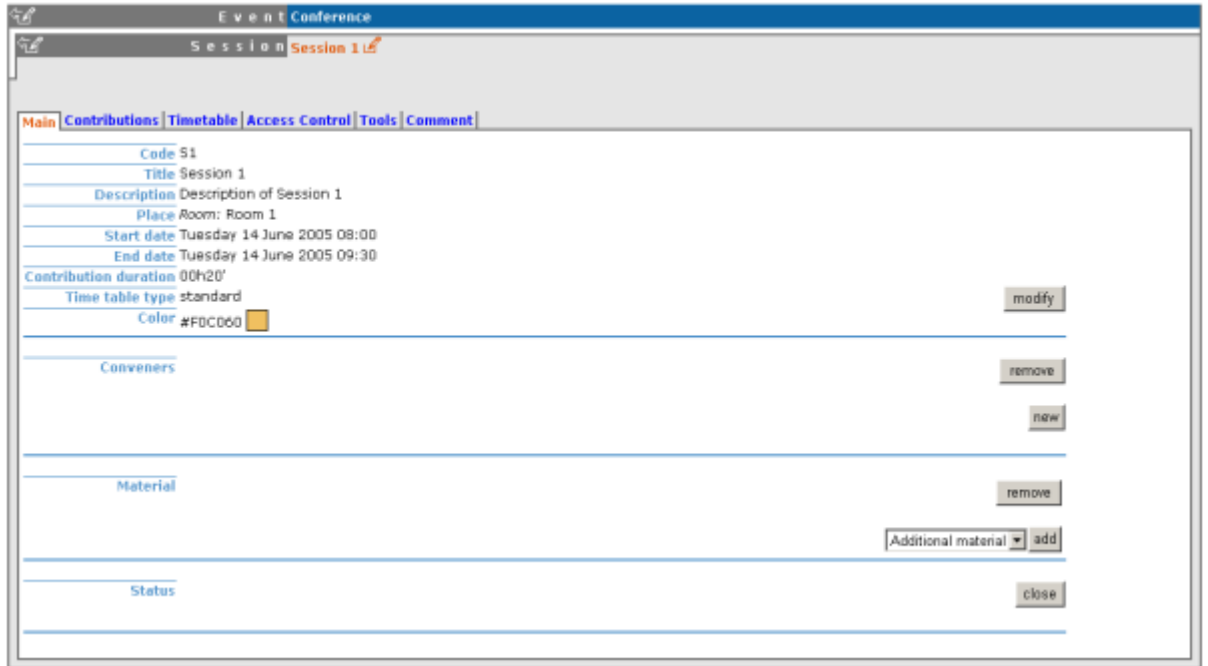 Event Conference
Session Session 1
Main Contributions Timetable Access Control Tools Comment
Code S1
Title Session 1
Description Description of Session 1
Place Room: Room 1
Start date Tuesday 14 June 2005 08:00
End date Tuesday 14 June 2005 09:30
Contribution duration 00h20'
Time table type standard
modify
Color #F0C060
Conveners
remove
new
Material
remove
Additional material add
Status
close